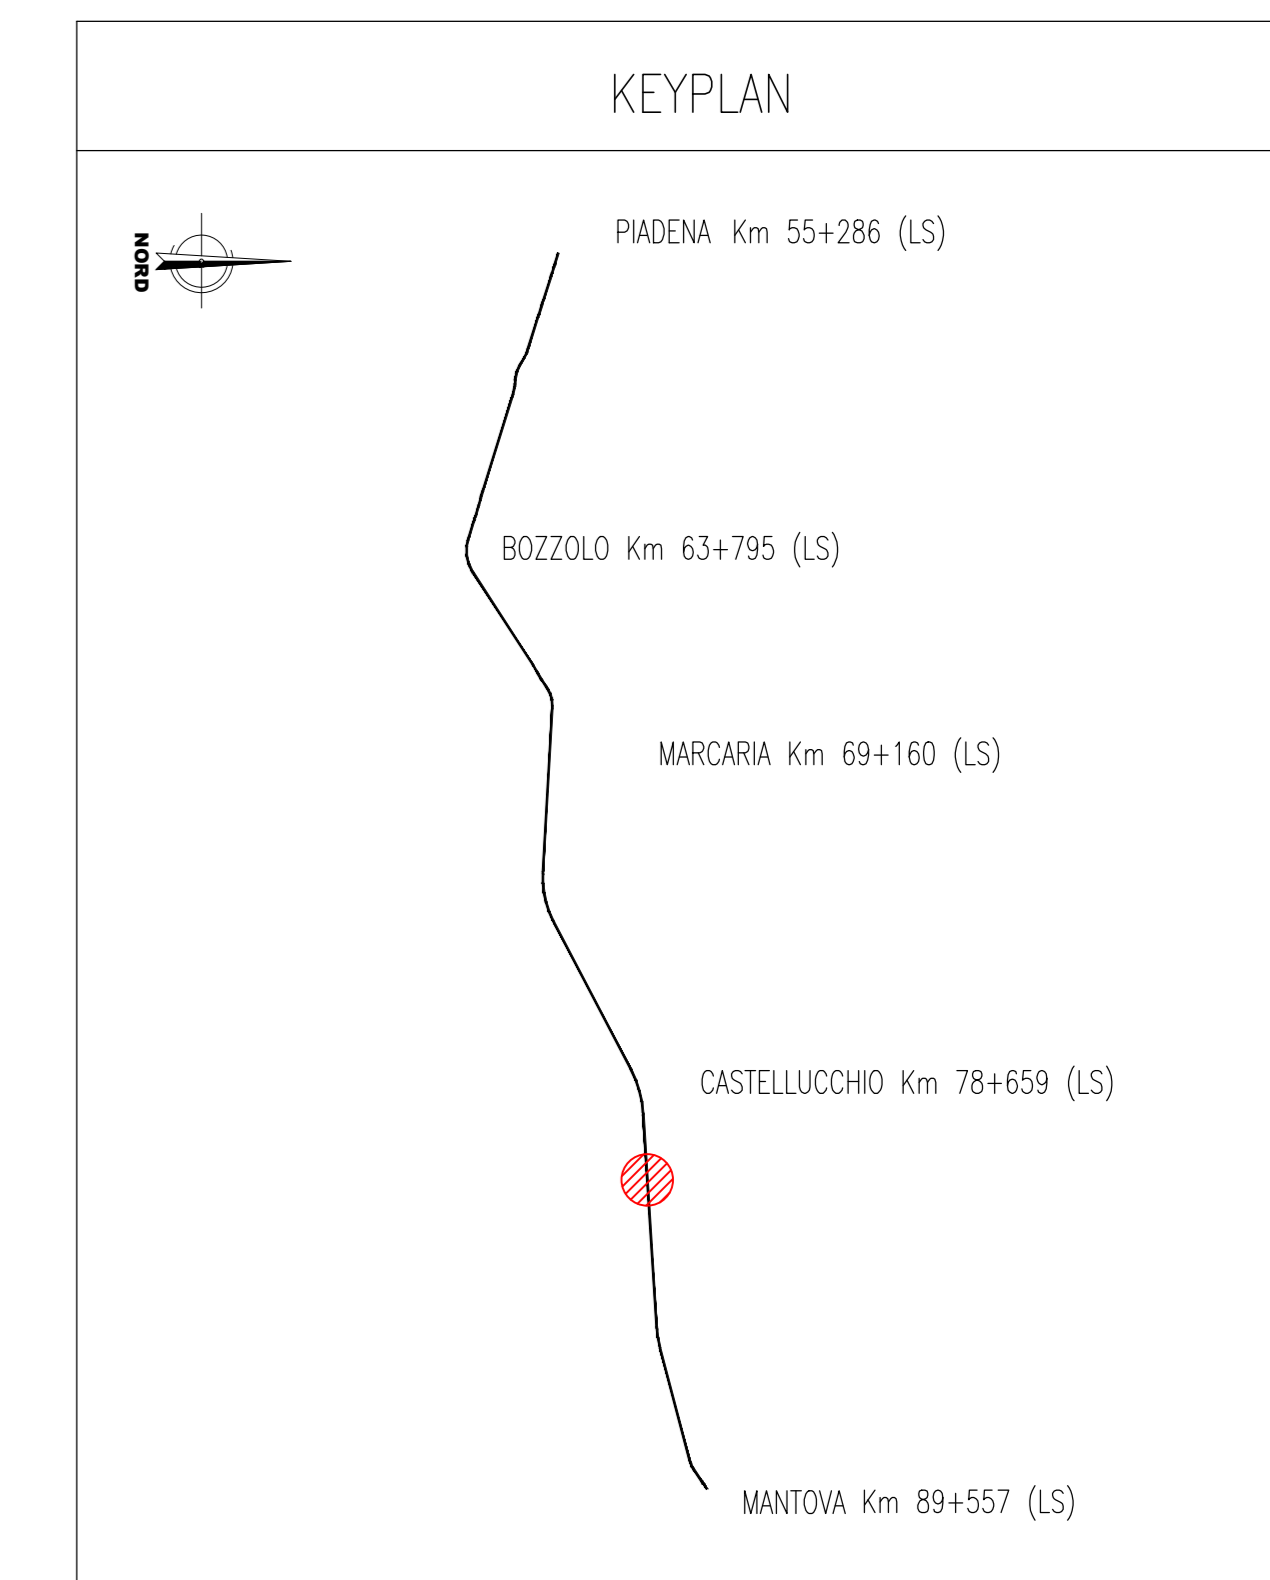 KEYPLAN
NORD
PIADENA Km 55+286 (LS)
BOZZOLO Km 63+795 (LS)
MARCARIA Km 69+160 (LS)
CASTELLUCCHIO Km 78+659 (LS)
MANTOVA Km 89+557 (LS)